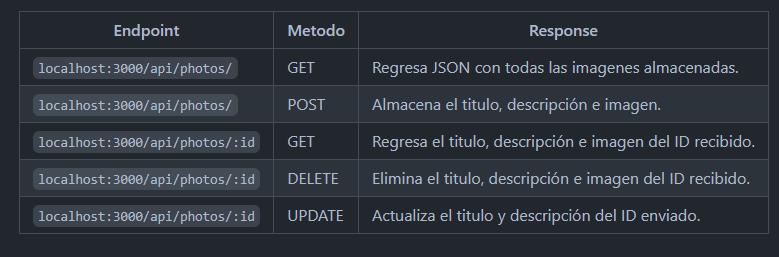 Endpoint Metodo Response
localhost:3000/api/photos/ GET Regresa JSON con todas las imagenes almacenadas.
localhost:3000/api/photos/ POST Almacena el titulo, descripción e imagen.
localhost:3000/api/photos/:id GET Regresa el titulo, descripción e imagen del ID recibido.
localhost:3000/api/photos/:id DELETE Elimina el titulo, descripción e imagen del ID recibido.
localhost:3000/api/photos/:id UPDATE Actualiza el titulo y descripción del ID enviado.